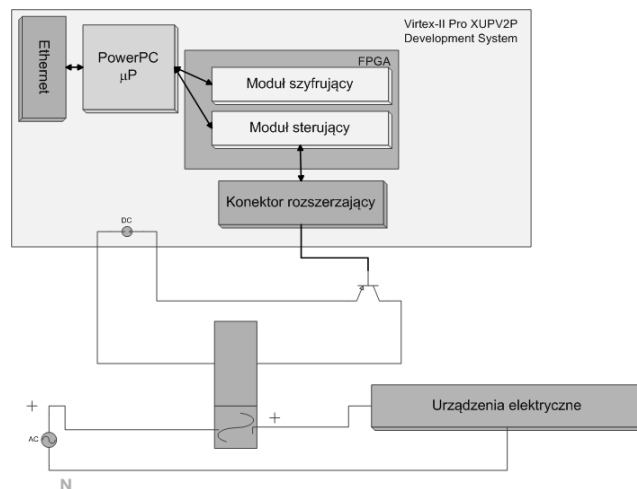 Virtex-II Pro XUPV2P
Development System
Ethernet
PowerPC
µP
FPGA
Moduł szyfrujący
Moduł sterujący
Konektor rozszerzający
DC
+
+
Urządzenia elektryczne
AC
N